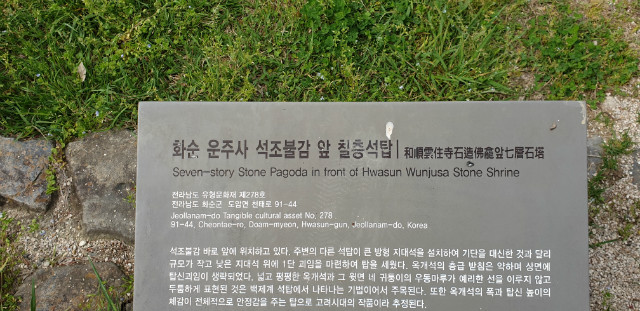 화순 운주사 석조불감 앞 칠층석탑 | 和順雲住寺石造佛龕앞七層石塔
Seven-story Stone Pagoda in front of Hwasun Wunjusa Stone Shrine
전라남도 유형문화재 제278호
전라남도 화순군 도암면 천태로 91-44
Jeollanam-do Tangible cultural asset No. 278
91-44, Cheontae-ro, Doam-myeon, Hwasun-gun, Jeollanam-do, Korea
석조불감 바로 앞에 위치하고 있다. 주변의 다른 석탑이 큰 방형 지대석을 설치하여 기단을 대신한 것과 달리
규모가 작고 낮은 지대석 위에 1단 괴임을 마련하여 탑을 세웠다. 옥개석의 층급 받침은 약하며 상면에
탑신괴임이 생략되었다. 넓고 평평한 옥개석과 그 윗면 네 귀퉁이의 우동마루가 예리한 선을 이루지 않고
두툼하게 표현된 것은 백제계 석탑에서 나타나는 기법이어서 주목된다. 또한 옥개석의 폭과 탑신 높이의
체감이 전체적으로 안정감을 주는 탑으로 고려시대의 작품이라 추정된다.